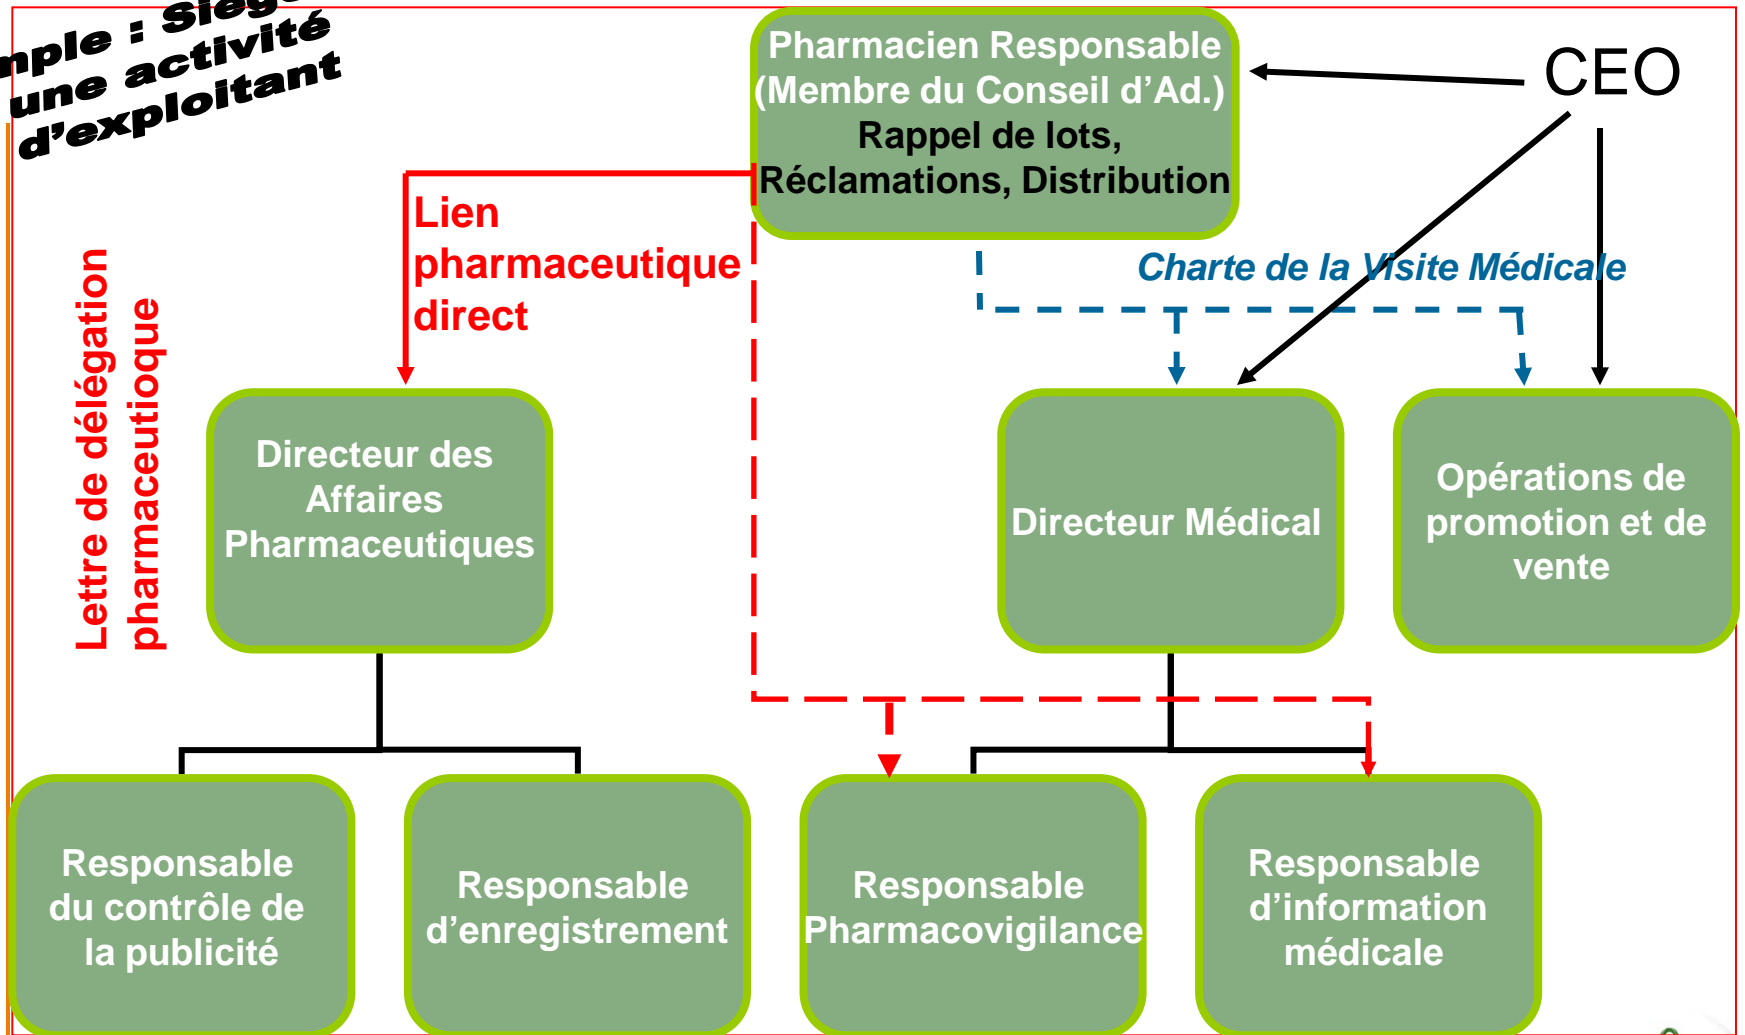 : Siège
une activité
d'exploitant
Pharmacien Responsable
(Membre du Conseil d'Ad.)
Rappel de lots,
Réclamations, Distribution
CEO
Lien
pharmaceutique
direct
Charte de la Visite Médicale
Lettre de délégation
pharmaceutioque
Directeur des
Affaires
Pharmaceutiques
Directeur Médical
Opérations de
promotion et de
vente
Responsable
du contrôle de
la publicité
Responsable
d'enregistrement
Responsable
Pharmacovigilance
Responsable
d'information
médicale